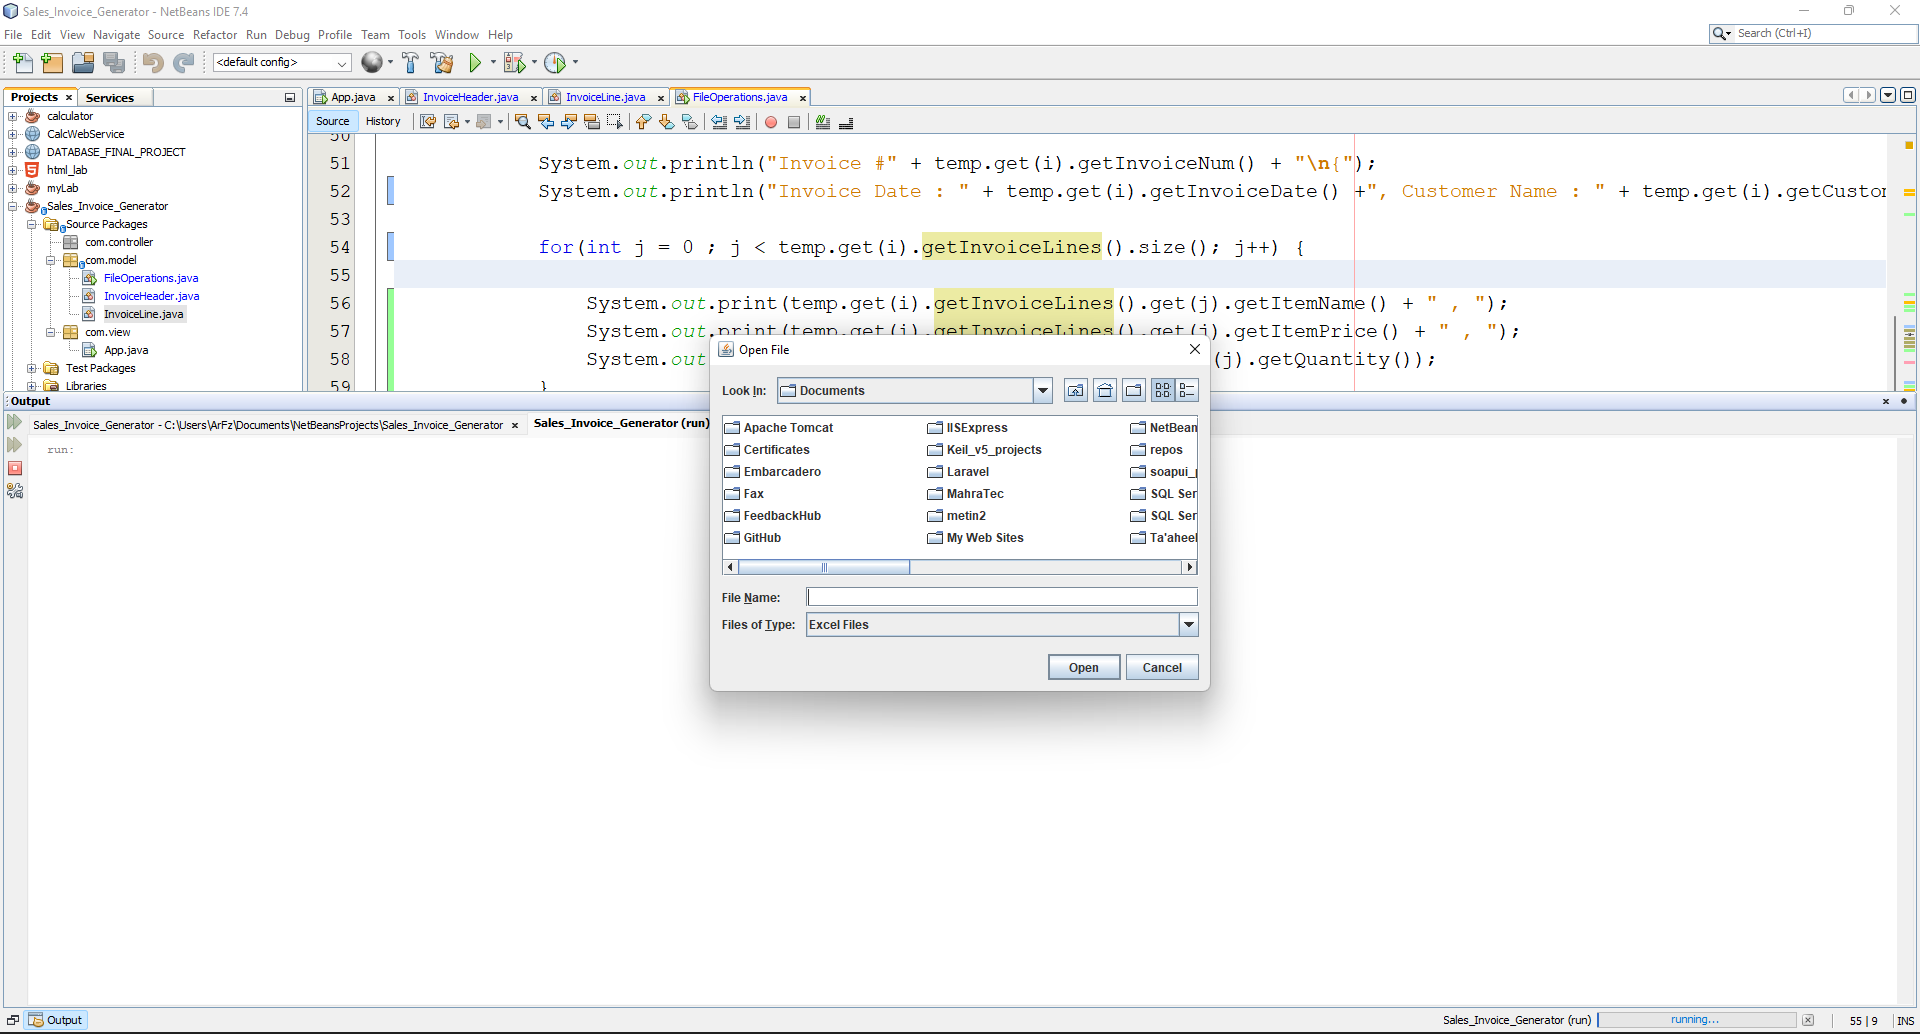 Sales_Invoice_Generator - NetBeans IDE 7.4
File Edit View Navigate Source Refactor Run Debug Profile Team Tools Window Help
Search (Ctrl+I)
<default config>
Projects Services
calculator
CalcWebService
DATABASE_FINAL_PROJECT
html_lab
myLab
Sales_Invoice_Generator
Source Packages
com.controller
com.model
FileOperations.java
InvoiceHeader.java
InvoiceLine.java
com.view
App.java
Test Packages
Libraries
App.java InvoiceHeader.java InvoiceLine.java FileOperations.java
Source History
50
51 System.out.println("Invoice #" + temp.get(i).getInvoiceNum() + "\n{");
52 System.out.println("Invoice Date : " + temp.get(i).getInvoiceDate() +", Customer Name : " + temp.get(i).getCustom
53
54 for(int j = 0 ; j < temp.get(i).getInvoiceLines().size(); j++) {
55
56 System.out.print(temp.get(i).getInvoiceLines().get(j).getItemName() + " , ");
57 System.out.print(temp.get(i).getInvoiceLines().get(j).getItemPrice() + " , ");
58 System.out (j).getQuantity());
59 }
Output
Sales_Invoice_Generator - C:\Users\ArFz\Documents\NetBeansProjects\Sales_Invoice_Generator
Sales_Invoice_Generator (run)
run:
Open File
Look In: Documents
Apache Tomcat IISExpress NetBean
Certificates Keil_v5_projects repos
Embarcadero Laravel soapui_
Fax MahraTec SQL Ser
FeedbackHub metin2 SQL Ser
GitHub My Web Sites Ta'aheel
File Name:
Files of Type: Excel Files
Open Cancel
Output
Sales_Invoice_Generator (run) running... 55 | 9 INS